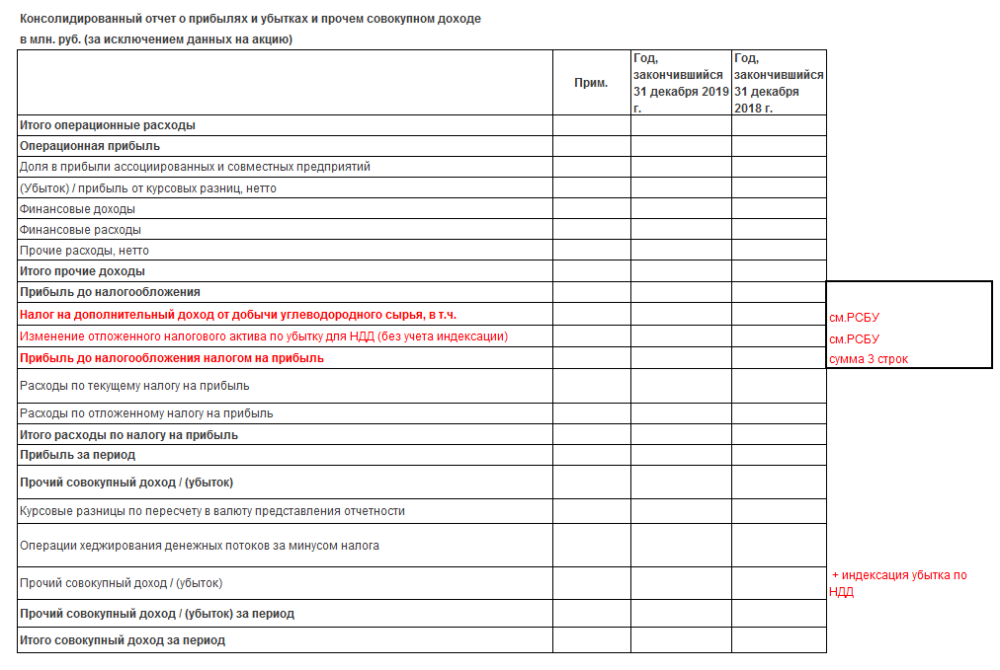 Консолидированный отчет о прибылях и убытках и прочем совокупном доходе
в млн. руб. (за исключением данных на акцию)
Прим.
Год,
закончившийся
31 декабря 2019
г.
Год,
закончившийся
31 декабря
2018 г.
Итого операционные расходы
Операционная прибыль
Доля в прибыли ассоциированных и совместных предприятий
(Убыток) / прибыль от курсовых разниц, нетто
Финансовые доходы
Финансовые расходы
Прочие расходы, нетто
Итого прочие доходы
Прибыль до налогообложения
Налог на дополнительный доход от добычи углеводородного сырья, в т.ч. см.РСБУ
Изменение отложенного налогового актива по убытку для НДД (без учета индексации) см.РСБУ
Прибыль до налогообложения налогом на прибыль сумма 3 строк
Расходы по текущему налогу на прибыль
Расходы по отложенному налогу на прибыль
Итого расходы по налогу на прибыль
Прибыль за период
Прочий совокупный доход / (убыток)
Курсовые разницы по пересчету в валюту представления отчетности
Операции хеджирования денежных потоков за минусом налога
Прочий совокупный доход / (убыток)
+ индексация убытка по
НДД
Прочий совокупный доход / (убыток) за период
Итого совокупный доход за период